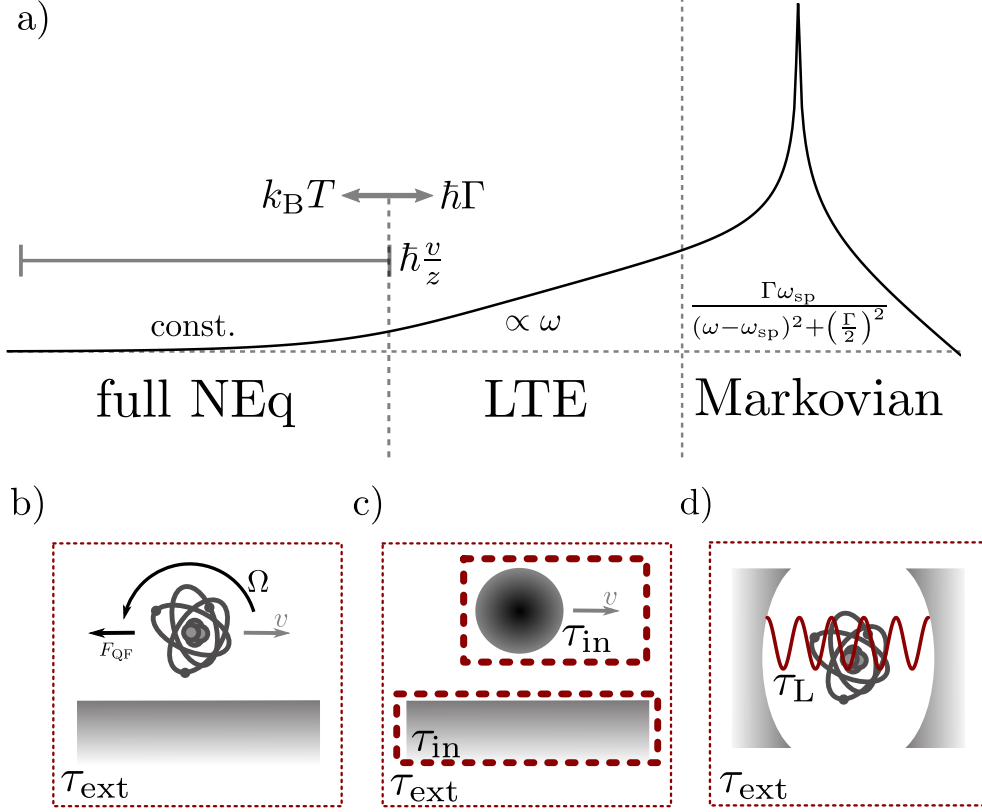 a)
k_B T ħΓ
ħ v/z
const.
∝ ω
Γω_sp / ((ω−ω_sp)² + (Γ/2)²)
full NEq LTE Markovian
b) c) d)
Ω
v
F_QF
τ_ext
v
τ_in
τ_in
τ_ext
τ_L
τ_ext